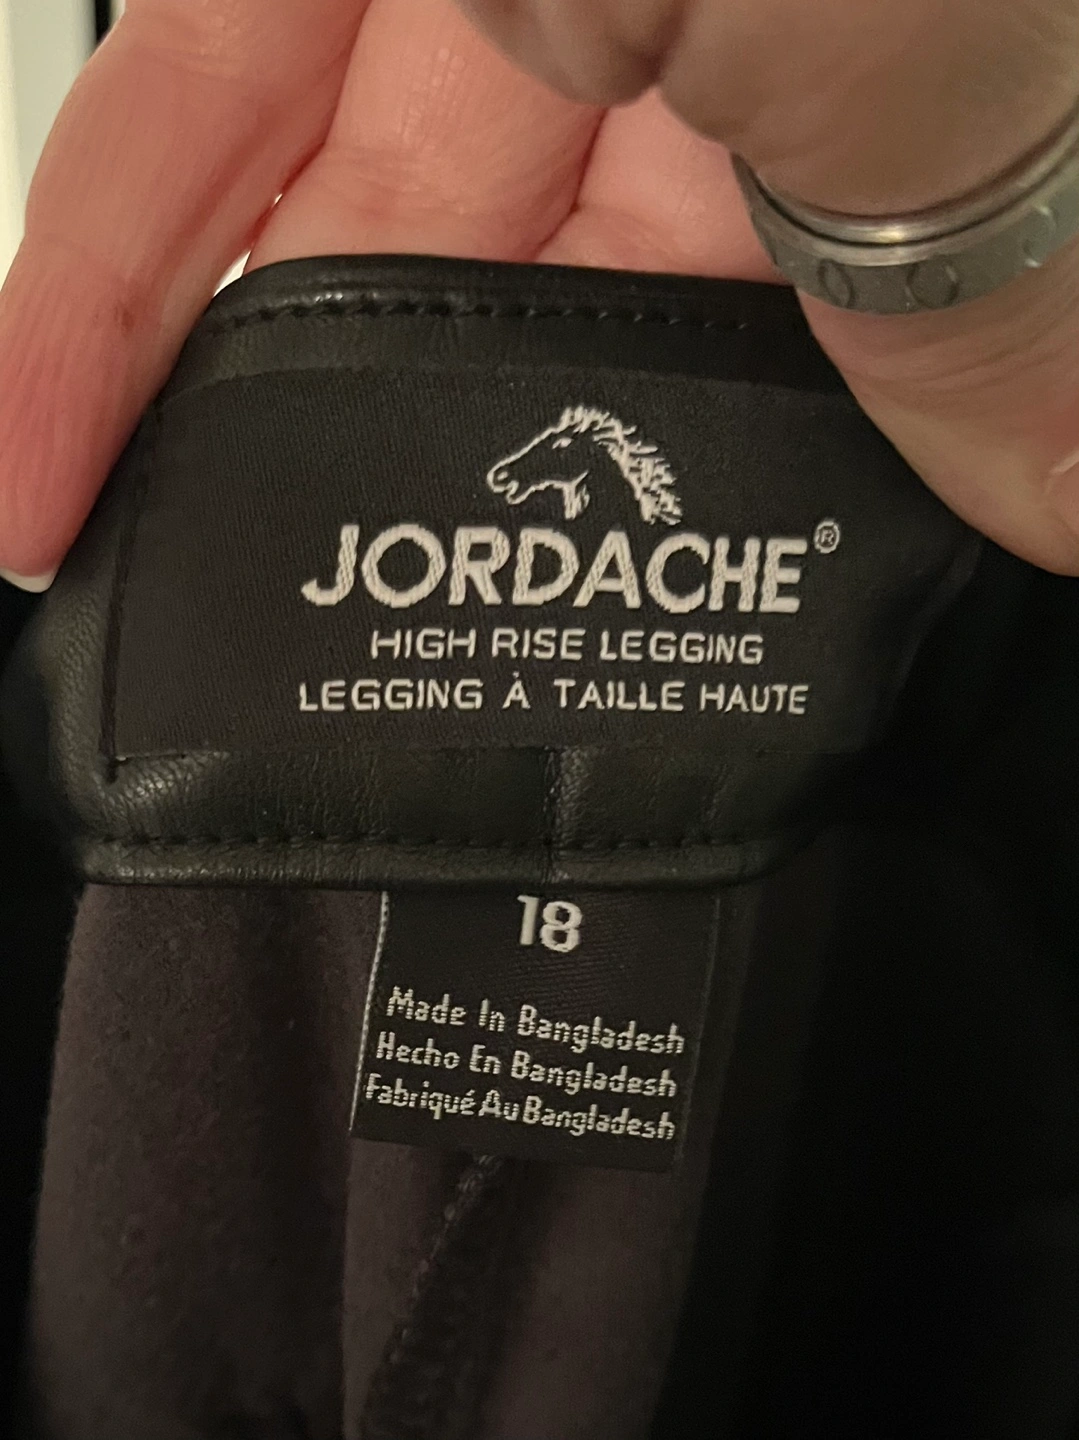 JORDACHE®
HIGH RISE LEGGING
LEGGING À TAILLE HAUTE
18
Made In Bangladesh
Hecho En Bangladesh
Fabriqué Au Bangladesh